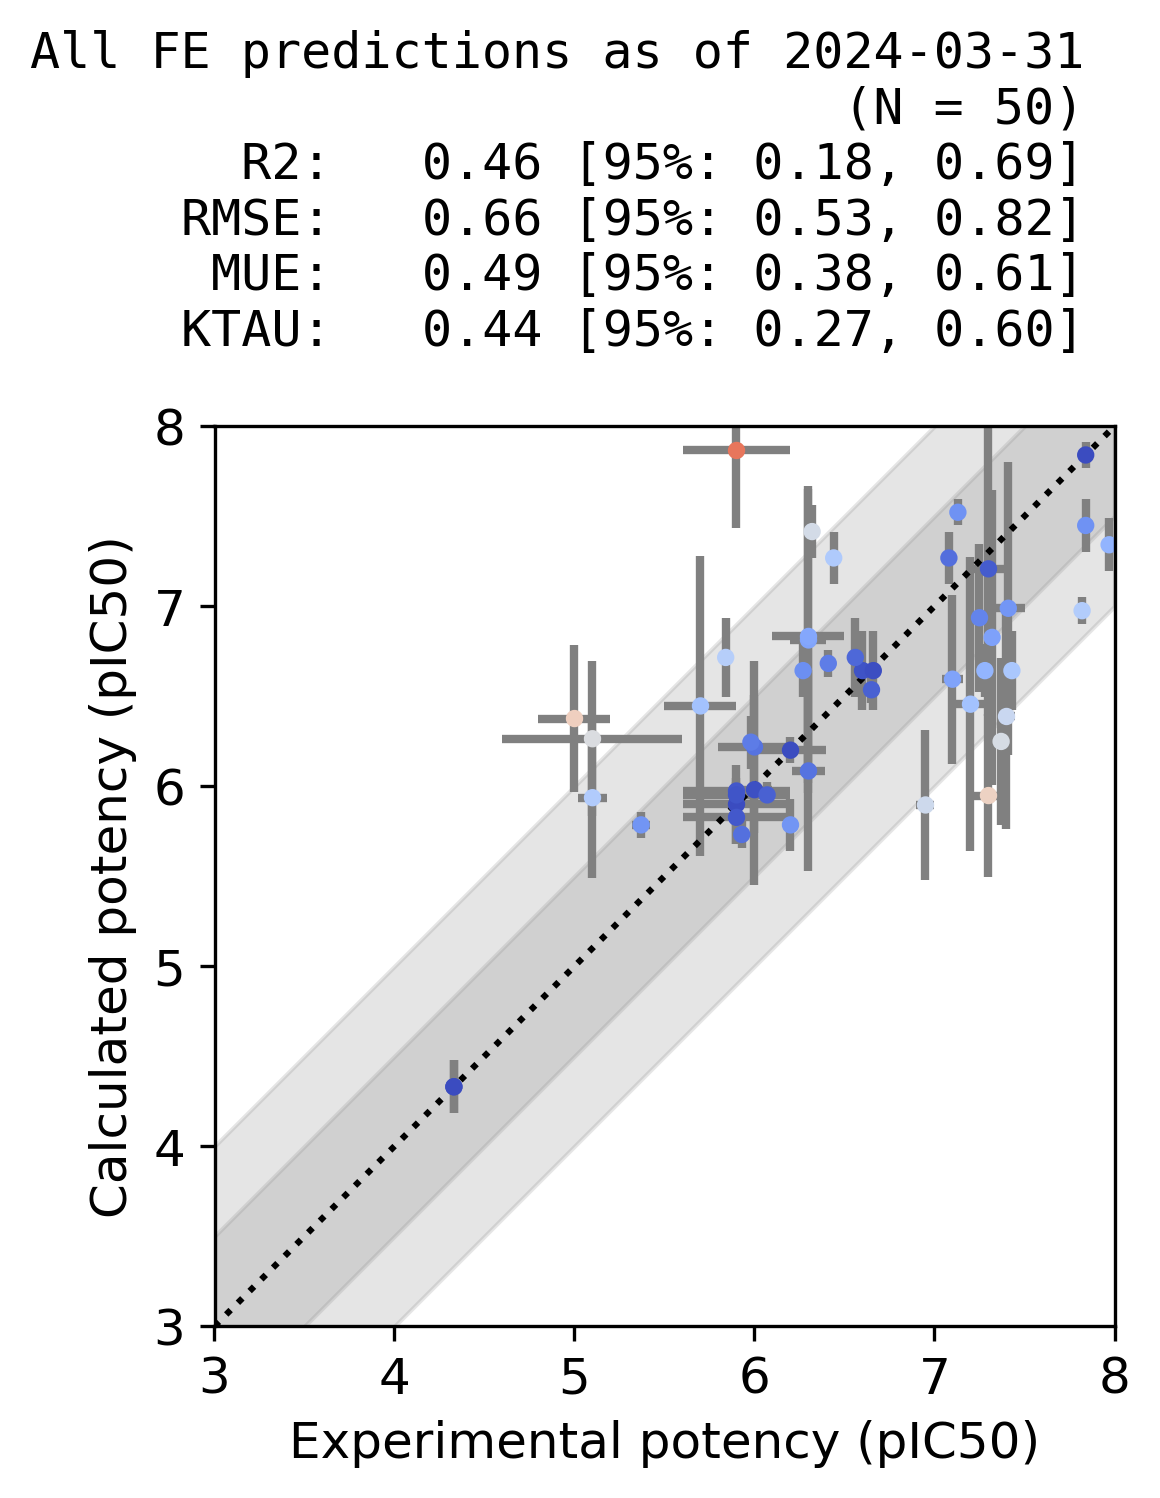 All FE predictions as of 2024-03-31
(N = 50)
R2: 0.46 [95%: 0.18, 0.69]
RMSE: 0.66 [95%: 0.53, 0.82]
MUE: 0.49 [95%: 0.38, 0.61]
KTAU: 0.44 [95%: 0.27, 0.60]
8
7
6
5
4
3
Calculated potency (pIC50)
3 4 5 6 7 8
Experimental potency (pIC50)